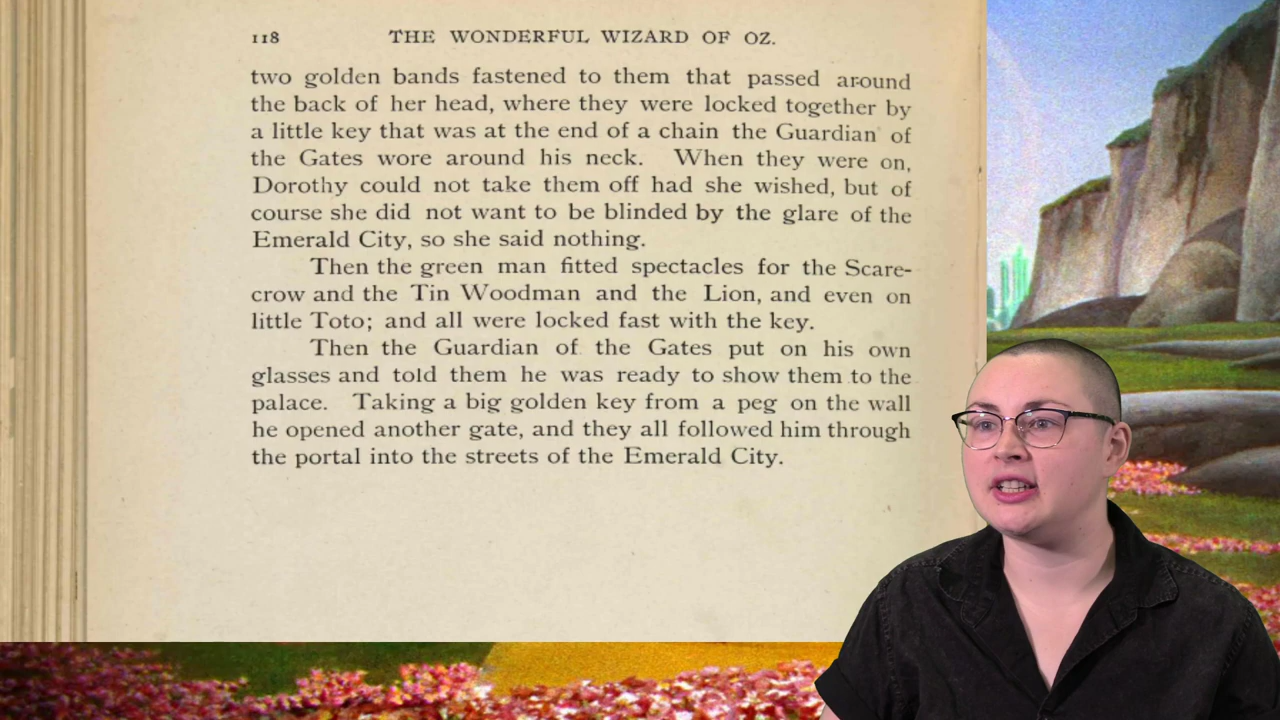 118 THE WONDERFUL WIZARD OF OZ.
two golden bands fastened to them that passed around
the back of her head, where they were locked together by
a little key that was at the end of a chain the Guardian of
the Gates wore around his neck. When they were on,
Dorothy could not take them off had she wished, but of
course she did not want to be blinded by the glare of the
Emerald City, so she said nothing.
Then the green man fitted spectacles for the Scare-
crow and the Tin Woodman and the Lion, and even on
little Toto; and all were locked fast with the key.
Then the Guardian of the Gates put on his own
glasses and told them he was ready to show them to the
palace. Taking a big golden key from a peg on the wall
he opened another gate, and they all followed him through
the portal into the streets of the Emerald City.